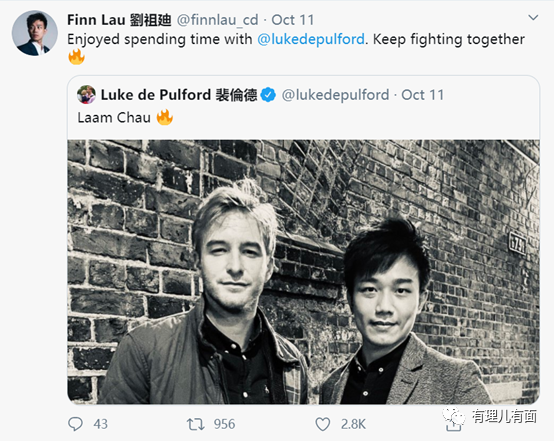 Finn Lau 劉祖廸 @finnlau_cd · Oct 11
Enjoyed spending time with @lukedepulford. Keep fighting together
🔥
Luke de Pulford 裴倫德 @lukedepulford · Oct 11
Laam Chau 🔥
43 956 2.8K
有理儿有面